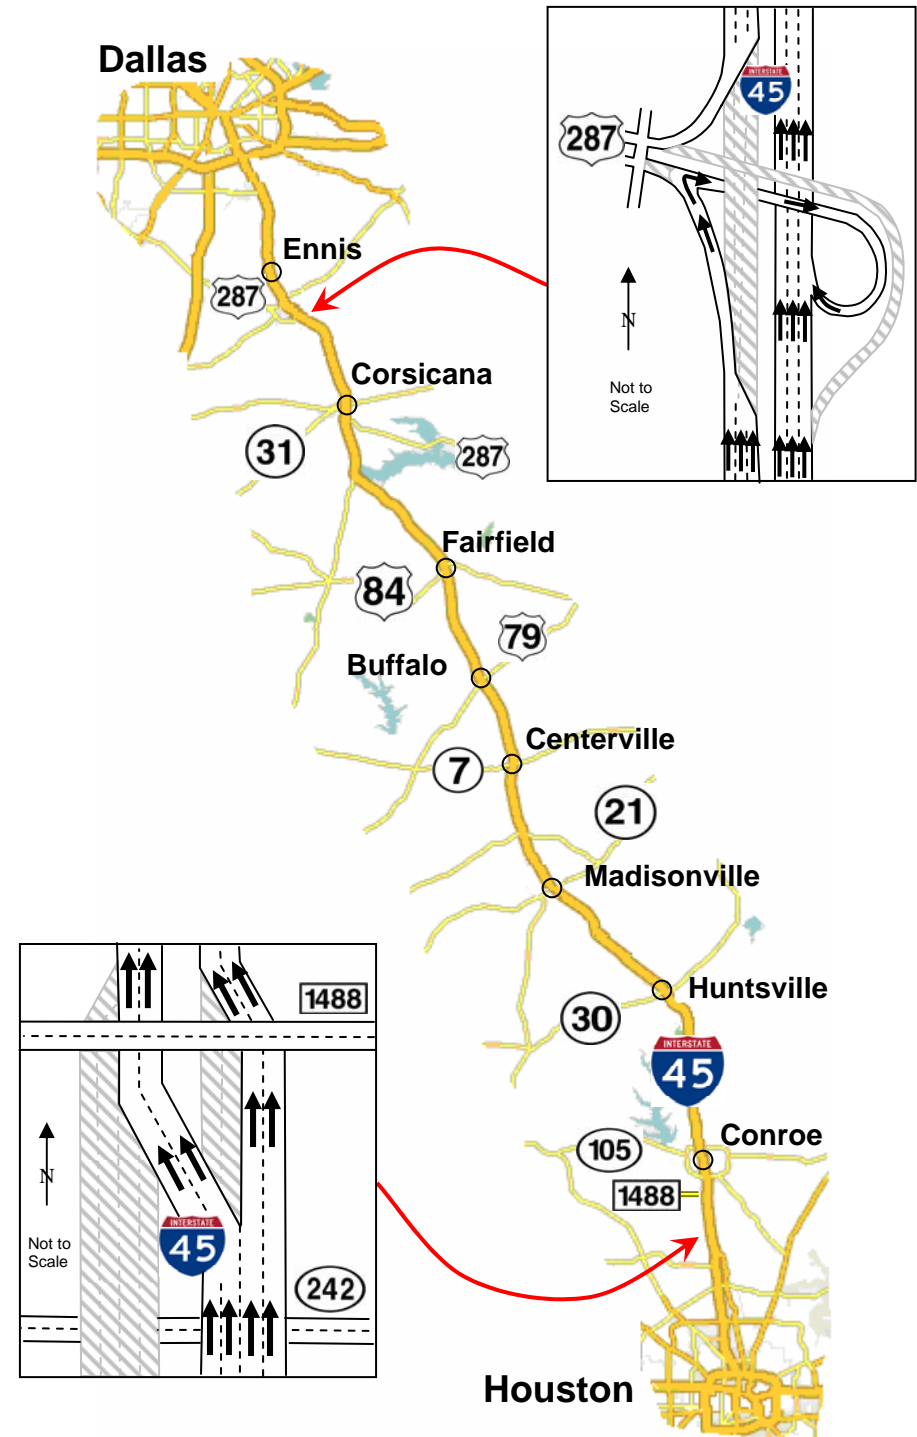 Dallas
INTERSTATE
45
287
Ennis
287
N
Not to
Scale
Corsicana
31
287
Fairfield
84
79
Buffalo
Centerville
7
21
Madisonville
1488
Huntsville
30
INTERSTATE
45
N
Conroe
105
1488
INTERSTATE
45
Not to
Scale
242
Houston